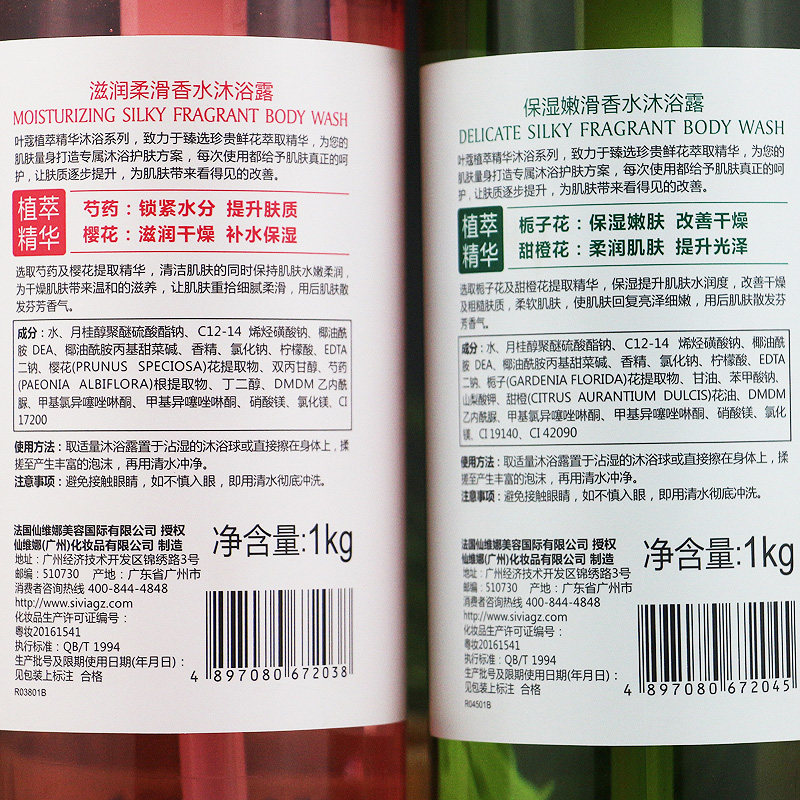 滋润柔滑香水沐浴露
MOISTURIZING SILKY FRAGRANT BODY WASH
叶蔻植萃精华沐浴系列，致力于臻选珍贵鲜花萃取精华，为您的
肌肤量身打造专属沐浴护肤方案，每次使用都给予肌肤真正的呵
护，让肤质逐步提升，为肌肤带来看得见的改善。
植萃
精华
芍药：锁紧水分 提升肤质
樱花：滋润干燥 补水保湿
选取芍药及樱花提取精华，清洁肌肤的同时保持肌肤水嫩柔润，
为干燥肌肤带来温和的滋养，让肌肤重拾细腻柔滑，用后肌肤散
发芬芳香气。
成分：水、月桂醇聚醚硫酸酯钠、C12-14 烯烃磺酸钠、椰油酰
胺 DEA、椰油酰胺丙基甜菜碱、香精、氯化钠、柠檬酸、EDTA
二钠、樱花(PRUNUS SPECIOSA)花提取物、双丙甘醇、芍药
(PAEONIA ALBIFLORA)根提取物、丁二醇、DMDM 乙内酰
脲、甲基氯异噻唑啉酮、甲基异噻唑啉酮、硝酸镁、氯化镁、CI
17200
使用方法：取适量沐浴露置于沾湿的沐浴球或直接擦在身体上，揉
搓至产生丰富的泡沫，再用清水冲净。
注意事项：避免接触眼睛，如不慎入眼，即用清水彻底冲洗。
法国仙维娜美容国际有限公司 授权
仙维娜(广州)化妆品有限公司 制造
地址：广州经济技术开发区锦绣路3号
邮编：510730 产地：广东省广州市
消费者咨询热线 400-844-4848
http://www.siviagz.com
化妆品生产许可证编号：
粤妆20161541
执行标准：QB/T 1994
生产批号及限期使用日期(年月日)：
见包装上标注 合格
R03801B
净含量:1kg
4 897080 672038
保湿嫩滑香水沐浴露
DELICATE SILKY FRAGRANT BODY WASH
叶蔻植萃精华沐浴系列，致力于臻选珍贵鲜花萃取精华，为您的
肌肤量身打造专属沐浴护肤方案，每次使用都给予肌肤真正的呵
护，让肤质逐步提升，为肌肤带来看得见的改善。
植萃
精华
栀子花：保湿嫩肤 改善干燥
甜橙花：柔润肌肤 提升光泽
选取栀子花及甜橙花提取精华，保湿提升肌肤水润度，改善干燥
及粗糙肤质，柔软肌肤，使肌肤回复亮泽细嫩，用后肌肤散发芬
芳香气。
成分：水、月桂醇聚醚硫酸酯钠、C12-14 烯烃磺酸钠、椰油酰
胺 DEA、椰油酰胺丙基甜菜碱、香精、氯化钠、柠檬酸、EDTA
二钠、栀子(GARDENIA FLORIDA)花提取物、甘油、苯甲酸钠、
山梨酸钾、甜橙(CITRUS AURANTIUM DULCIS)花油、DMDM
乙内酰脲、甲基氯异噻唑啉酮、甲基异噻唑啉酮、硝酸镁、氯化
镁、CI 19140、CI 42090
使用方法：取适量沐浴露置于沾湿的沐浴球或直接擦在身体上，揉
搓至产生丰富的泡沫，再用清水冲净。
注意事项：避免接触眼睛，如不慎入眼，即用清水彻底冲洗。
法国仙维娜美容国际有限公司 授权
仙维娜(广州)化妆品有限公司 制造
地址：广州经济技术开发区锦绣路3号
邮编：510730 产地：广东省广州市
消费者咨询热线 400-844-4848
http://www.siviagz.com
化妆品生产许可证编号：
粤妆20161541
执行标准：QB/T 1994
生产批号及限期使用日期(年月日)：
见包装上标注 合格
R04501B
净含量:1kg
4 897080 672045